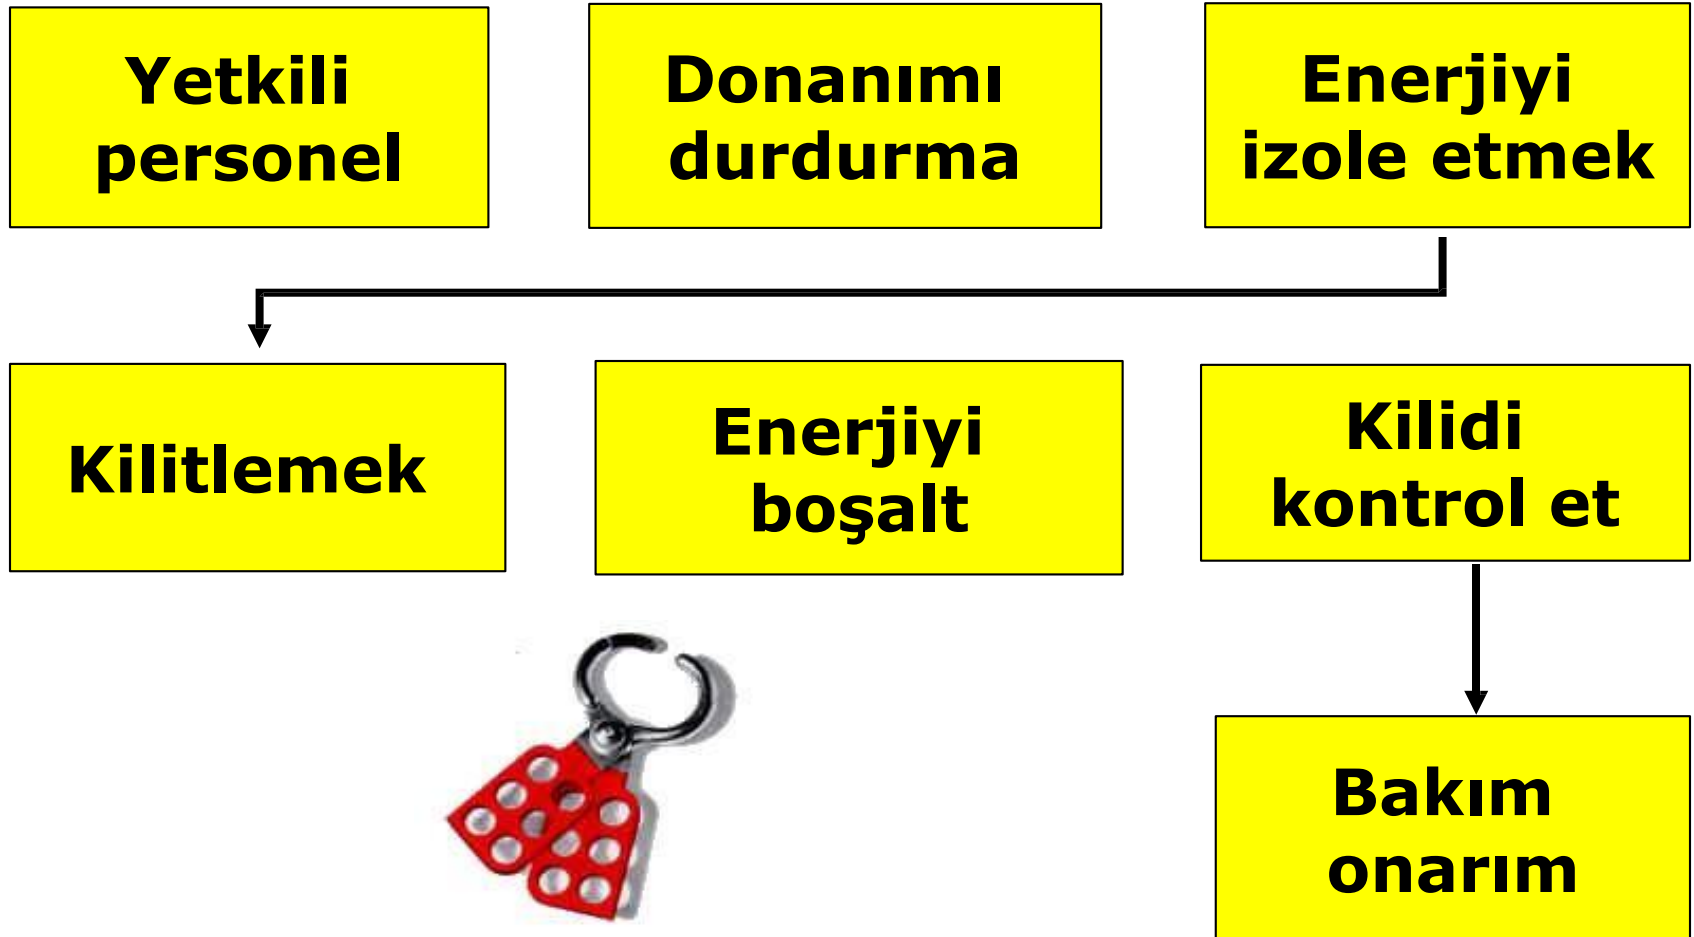 Yetkili
personel
Donanımı
durdurma
Enerjiyi
izole etmek
Kilitlemek
Enerjiyi
boşalt
Kilidi
kontrol et
Bakım
onarım